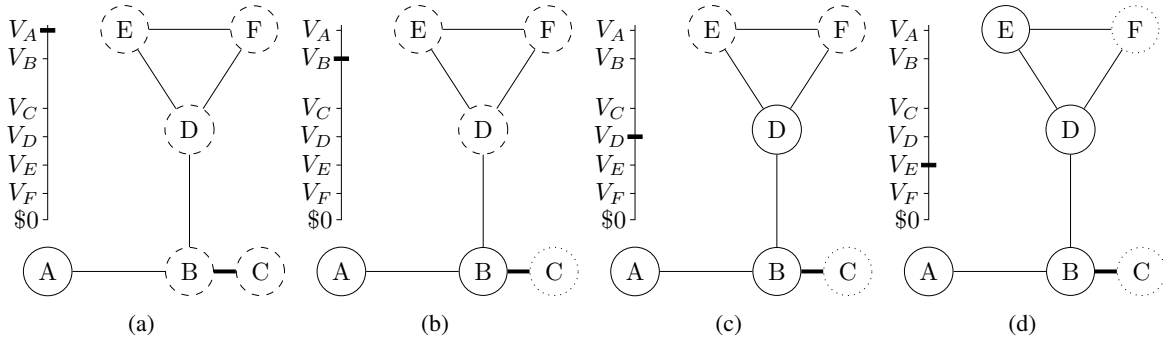 V_A V_B V_C V_D V_E V_F $0
E F D A B C
(a)
V_A V_B V_C V_D V_E V_F $0
E F D A B C
(b)
V_A V_B V_C V_D V_E V_F $0
E F D A B C
(c)
V_A V_B V_C V_D V_E V_F $0
E F D A B C
(d)